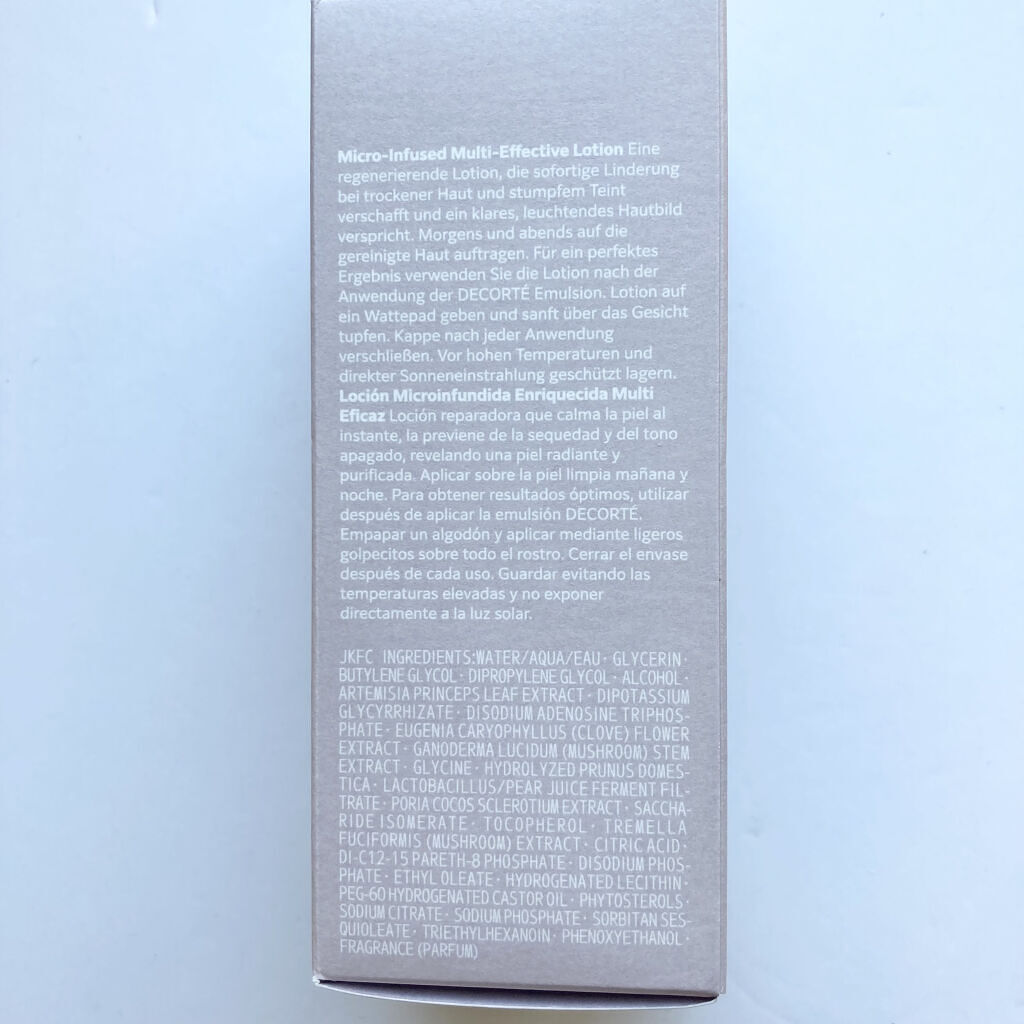 Micro-Infused Multi-Effective Lotion Eine
regenerierende Lotion, die sofortige Linderung
bei trockener Haut und stumpfem Teint
verschafft und ein klares, leuchtendes Hautbild
verspricht. Morgens und abends auf die
gereinigte Haut auftragen. Für ein perfektes
Ergebnis verwenden Sie die Lotion nach der
Anwendung der DECORTÉ Emulsion. Lotion auf
ein Wattepad geben und sanft über das Gesicht
tupfen. Kappe nach jeder Anwendung
verschließen. Vor hohen Temperaturen und
direkter Sonneneinstrahlung geschützt lagern.
Loción Microinfundida Enriquecida Multi
Eficaz Loción reparadora que calma la piel al
instante, la previene de la sequedad y del tono
apagado, revelando una piel radiante y
purificada. Aplicar sobre la piel limpia mañana y
noche. Para obtener resultados óptimos, utilizar
después de aplicar la emulsión DECORTÉ.
Empapar un algodón y aplicar mediante ligeros
golpecitos sobre todo el rostro. Cerrar el envase
después de cada uso. Guardar evitando las
temperaturas elevadas y no exponer
directamente a la luz solar.
JKFC INGREDIENTS:WATER/AQUA/EAU· GLYCERIN·
BUTYLENE GLYCOL· DIPROPYLENE GLYCOL· ALCOHOL·
ARTEMISIA PRINCEPS LEAF EXTRACT· DIPOTASSIUM
GLYCYRRHIZATE· DISODIUM ADENOSINE TRIPHOS-
PHATE· EUGENIA CARYOPHYLLUS (CLOVE) FLOWER
EXTRACT· GANODERMA LUCIDUM (MUSHROOM) STEM
EXTRACT· GLYCINE· HYDROLYZED PRUNUS DOMES-
TICA· LACTOBACILLUS/PEAR JUICE FERMENT FIL-
TRATE· PORIA COCOS SCLEROTIUM EXTRACT· SACCHA-
RIDE ISOMERATE· TOCOPHEROL· TREMELLA
FUCIFORMIS (MUSHROOM) EXTRACT· CITRIC ACID·
DI-C12-15 PARETH-8 PHOSPHATE· DISODIUM PHOS-
PHATE· ETHYL OLEATE· HYDROGENATED LECITHIN·
PEG-60 HYDROGENATED CASTOR OIL· PHYTOSTEROLS·
SODIUM CITRATE· SODIUM PHOSPHATE· SORBITAN SES-
QUIOLEATE· TRIETHYLHEXANOIN· PHENOXYETHANOL·
FRAGRANCE (PARFUM)